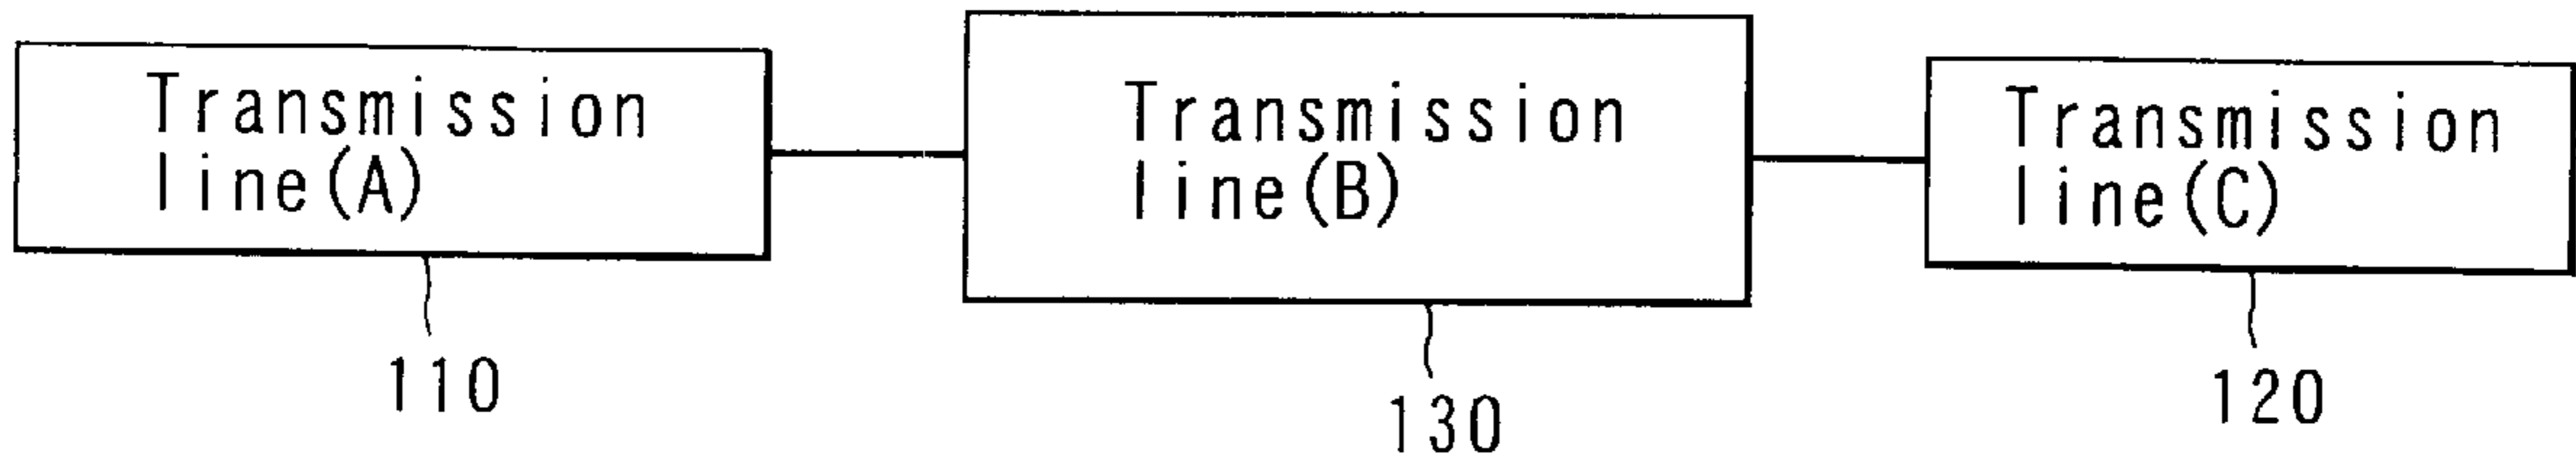 Transmission
line(A)
Transmission
line(B)
Transmission
line(C)
110
130
120